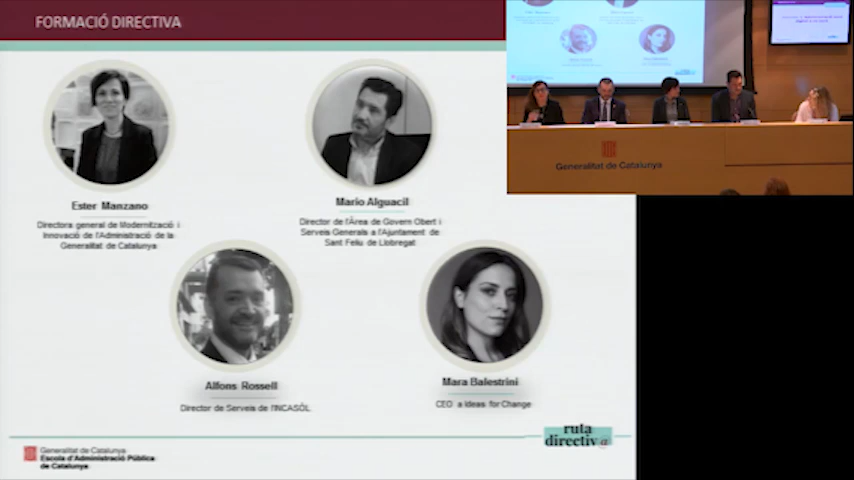 FORMACIÓ DIRECTIVA
Ester Manzano
Directora general de Modernització i
Innovació de l'Administració de la
Generalitat de Catalunya
Mario Alguacil
Director de l'Àrea de Govern Obert i
Serveis Generals a l'Ajuntament de
Sant Feliu de Llobregat
Alfons Rossell
Director de Serveis de l'INCASÒL.
Mara Balestrini
CEO a Ideas for Change
ruta
directiv@
Generalitat de Catalunya
Escola d'Administració Pública
de Catalunya
Generalitat de Catalunya